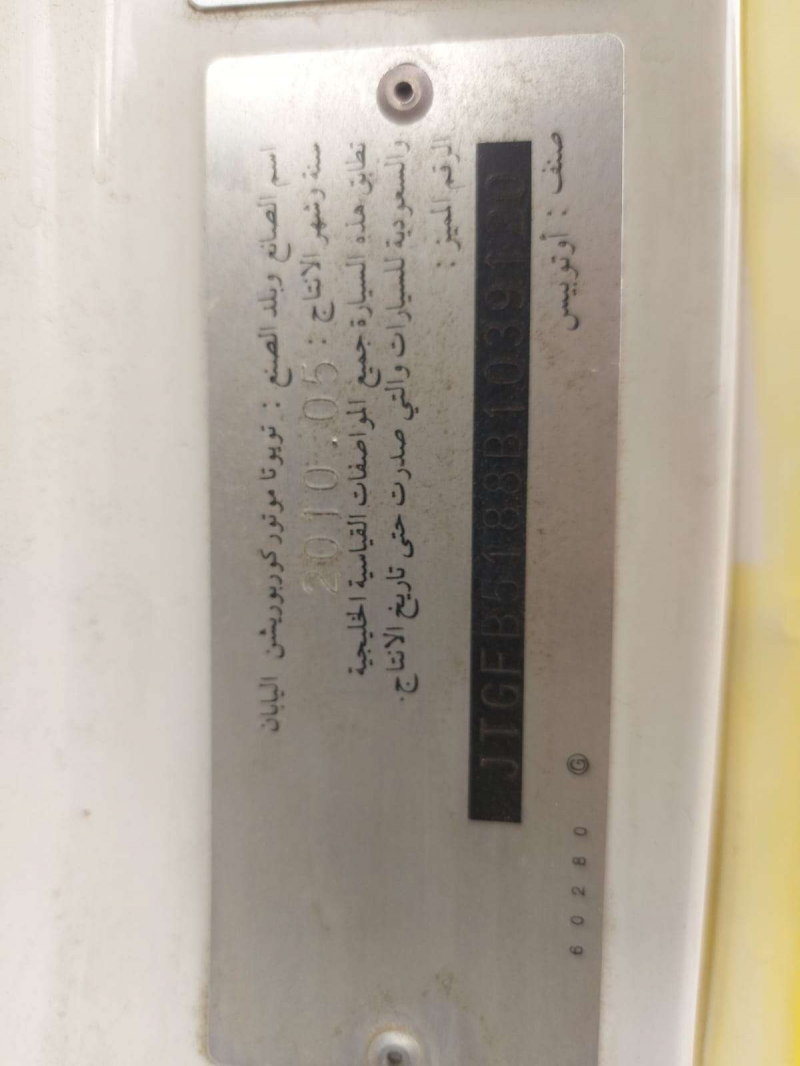 اسم الصانع وبلد الصنع : تويوتا موتور كوربوريشن اليابان
سنة وشهر الانتاج : 2010.05
تطابق هذه السيارة جميع المواصفات القياسية الخليجية
والسعودية للسيارات والتي صدرت حتى تاريخ الانتاج.
الرقم المميز :
JTGFB5188B1039120
صنف : أوتوبيس
60280 G